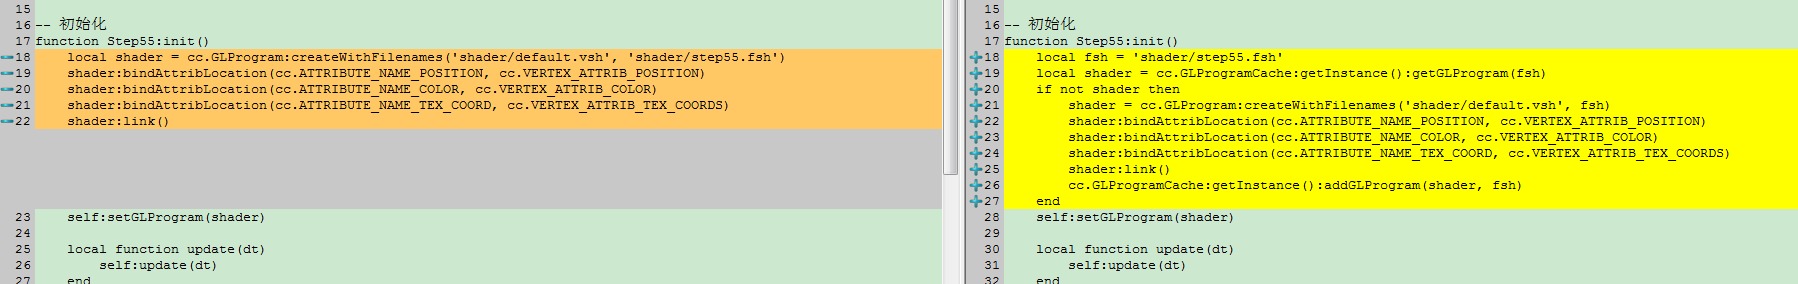 15
16 -- 初始化
17 function Step55:init()
18 local shader = cc.GLProgram:createWithFilenames('shader/default.vsh', 'shader/step55.fsh')
19 shader:bindAttribLocation(cc.ATTRIBUTE_NAME_POSITION, cc.VERTEX_ATTRIB_POSITION)
20 shader:bindAttribLocation(cc.ATTRIBUTE_NAME_COLOR, cc.VERTEX_ATTRIB_COLOR)
21 shader:bindAttribLocation(cc.ATTRIBUTE_NAME_TEX_COORD, cc.VERTEX_ATTRIB_TEX_COORDS)
22 shader:link()
23 self:setGLProgram(shader)
24
25 local function update(dt)
26 self:update(dt)
27 end
15
16 -- 初始化
17 function Step55:init()
18 local fsh = 'shader/step55.fsh'
19 local shader = cc.GLProgramCache:getInstance():getGLProgram(fsh)
20 if not shader then
21 shader = cc.GLProgram:createWithFilenames('shader/default.vsh', fsh)
22 shader:bindAttribLocation(cc.ATTRIBUTE_NAME_POSITION, cc.VERTEX_ATTRIB_POSITION)
23 shader:bindAttribLocation(cc.ATTRIBUTE_NAME_COLOR, cc.VERTEX_ATTRIB_COLOR)
24 shader:bindAttribLocation(cc.ATTRIBUTE_NAME_TEX_COORD, cc.VERTEX_ATTRIB_TEX_COORDS)
25 shader:link()
26 cc.GLProgramCache:getInstance():addGLProgram(shader, fsh)
27 end
28 self:setGLProgram(shader)
29
30 local function update(dt)
31 self:update(dt)
32 end